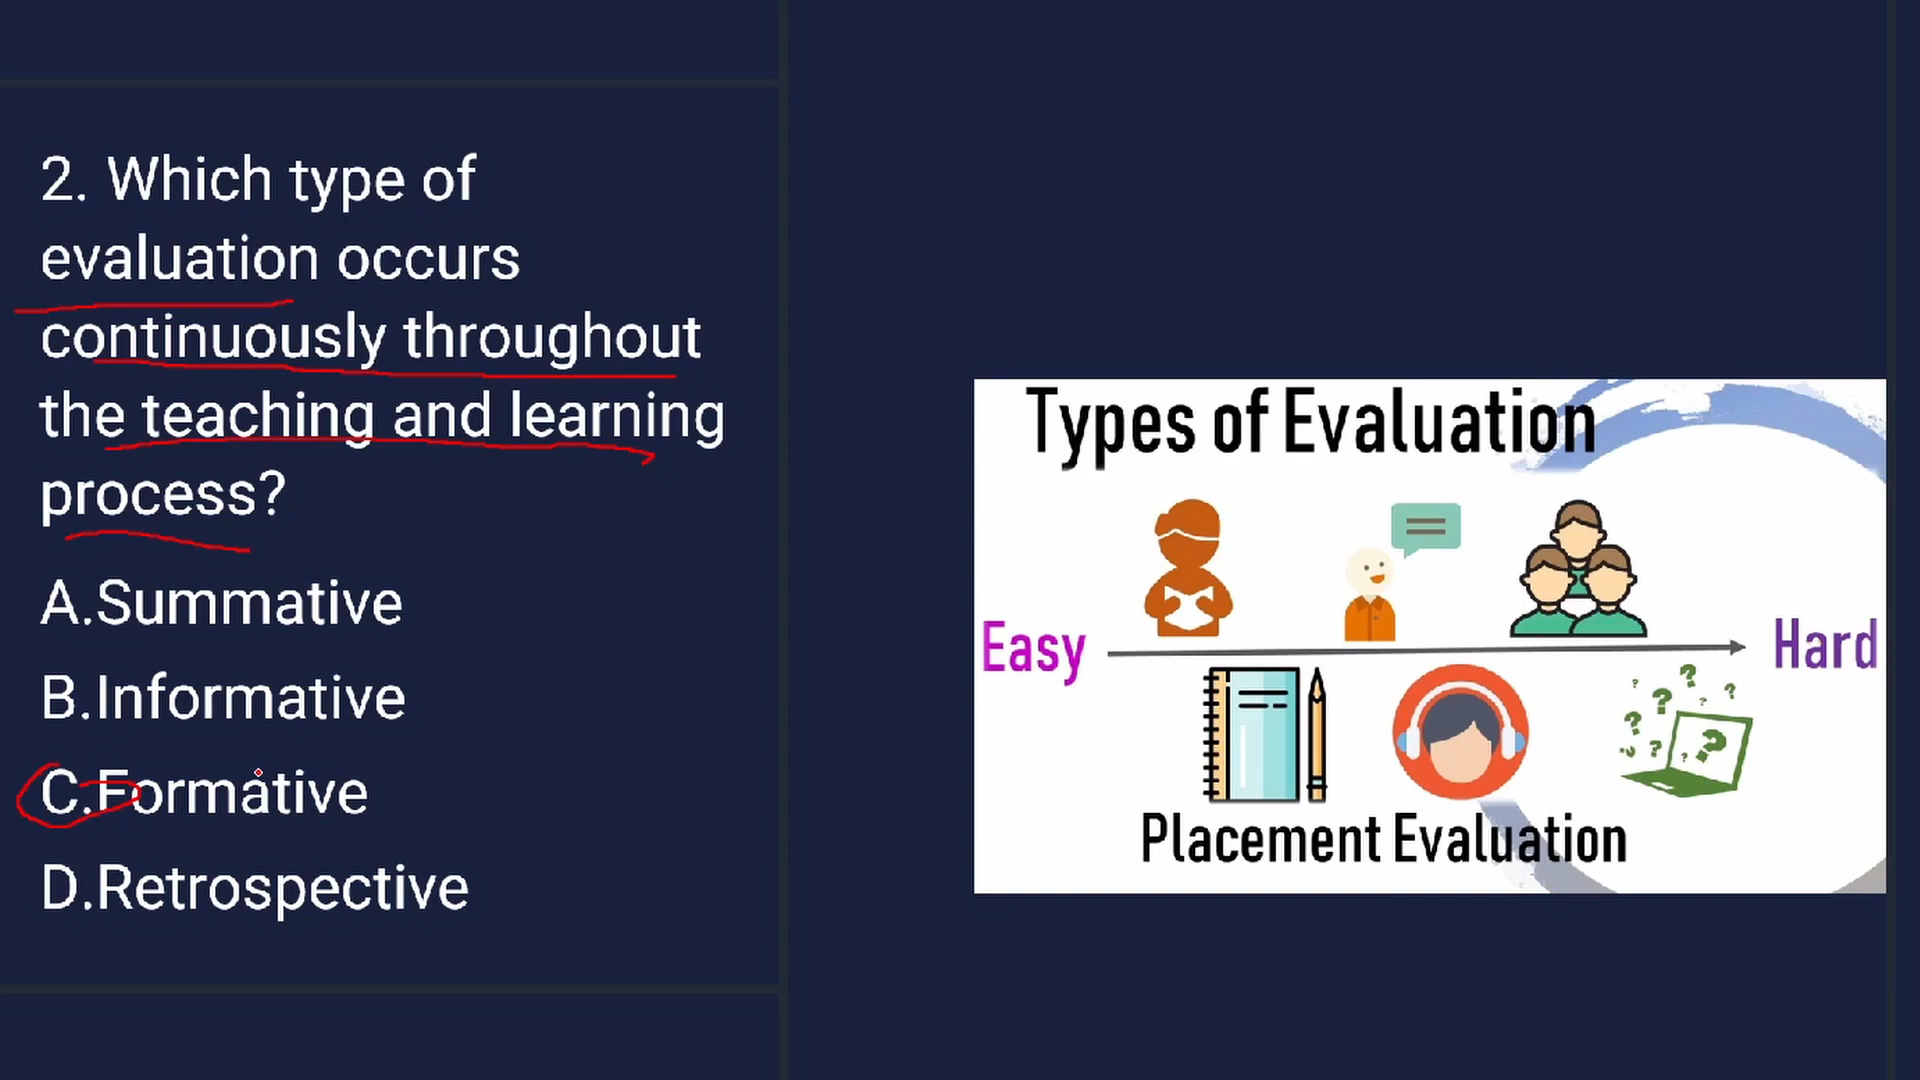 2. Which type of
evaluation occurs
continuously throughout
the teaching and learning
process?
A.Summative
B.Informative
C.Formative
D.Retrospective
Types of Evaluation
Easy
Hard
Placement Evaluation